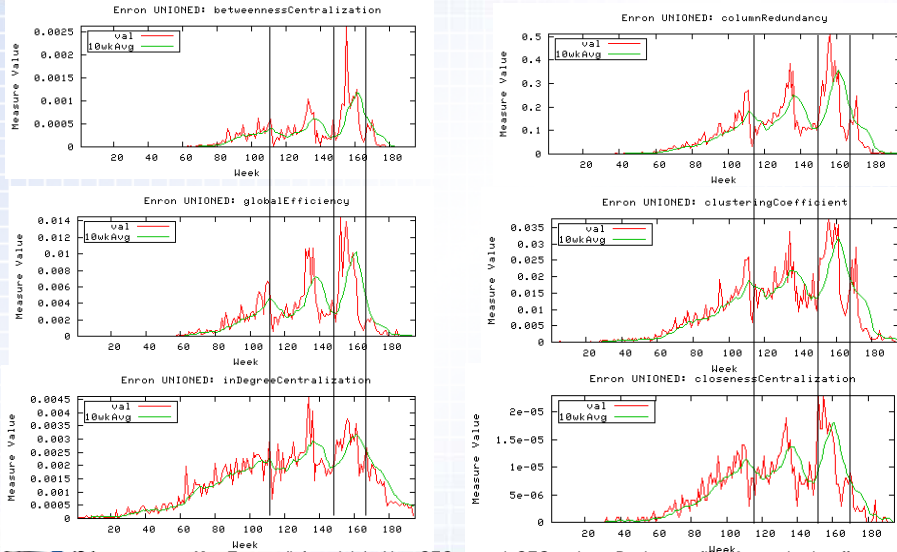 Enron UNIONED: betweennessCentralization
val
10wkAvg
Measure Value
0.0025
0.002
0.0015
0.001
0.0005
0
20 40 60 80 100 120 140 160 180
Week
Enron UNIONED: columnRedundancy
val
10wkAvg
Measure Value
0.5
0.4
0.3
0.2
0.1
0
20 40 60 80 100 120 140 160 180
Week
Enron UNIONED: globalEfficiency
val
10wkAvg
Measure Value
0.014
0.012
0.01
0.008
0.006
0.004
0.002
0
20 40 60 80 100 120 140 160 180
Week
Enron UNIONED: clusteringCoefficient
val
10wkAvg
Measure Value
0.035
0.03
0.025
0.02
0.015
0.01
0.005
0
20 40 60 80 100 120 140 160 180
Week
Enron UNIONED: inDegreeCentralization
val
10wkAvg
Measure Value
0.0045
0.004
0.0035
0.003
0.0025
0.002
0.0015
0.001
0.0005
0
20 40 60 80 100 120 140 160 180
Week
Enron UNIONED: closenessCentralization
val
10wkAvg
Measure Value
2e-05
1.5e-05
1e-05
5e-06
0
20 40 60 80 100 120 140 160 180
Week